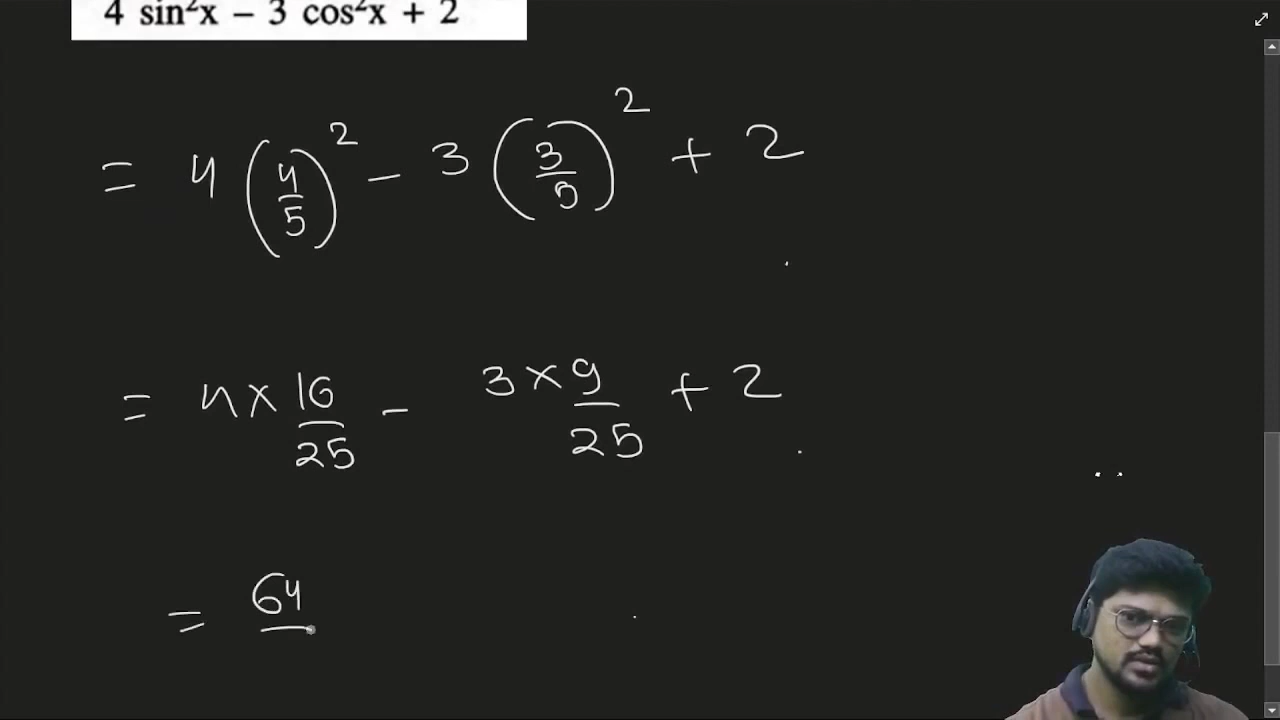 4 sin²x − 3 cos²x + 2
= 4 (4/5)² − 3 (3/5)² + 2
= 4 × 16/25 − 3 × 9/25 + 2
= 64